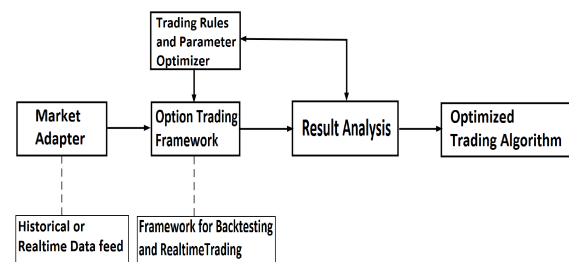 Trading Rules
and Parameter
Optimizer
Market
Adapter
Option Trading
Framework
Result Analysis
Optimized
Trading Algorithm
Historical or
Realtime Data feed
Framework for Backtesting
and RealtimeTrading